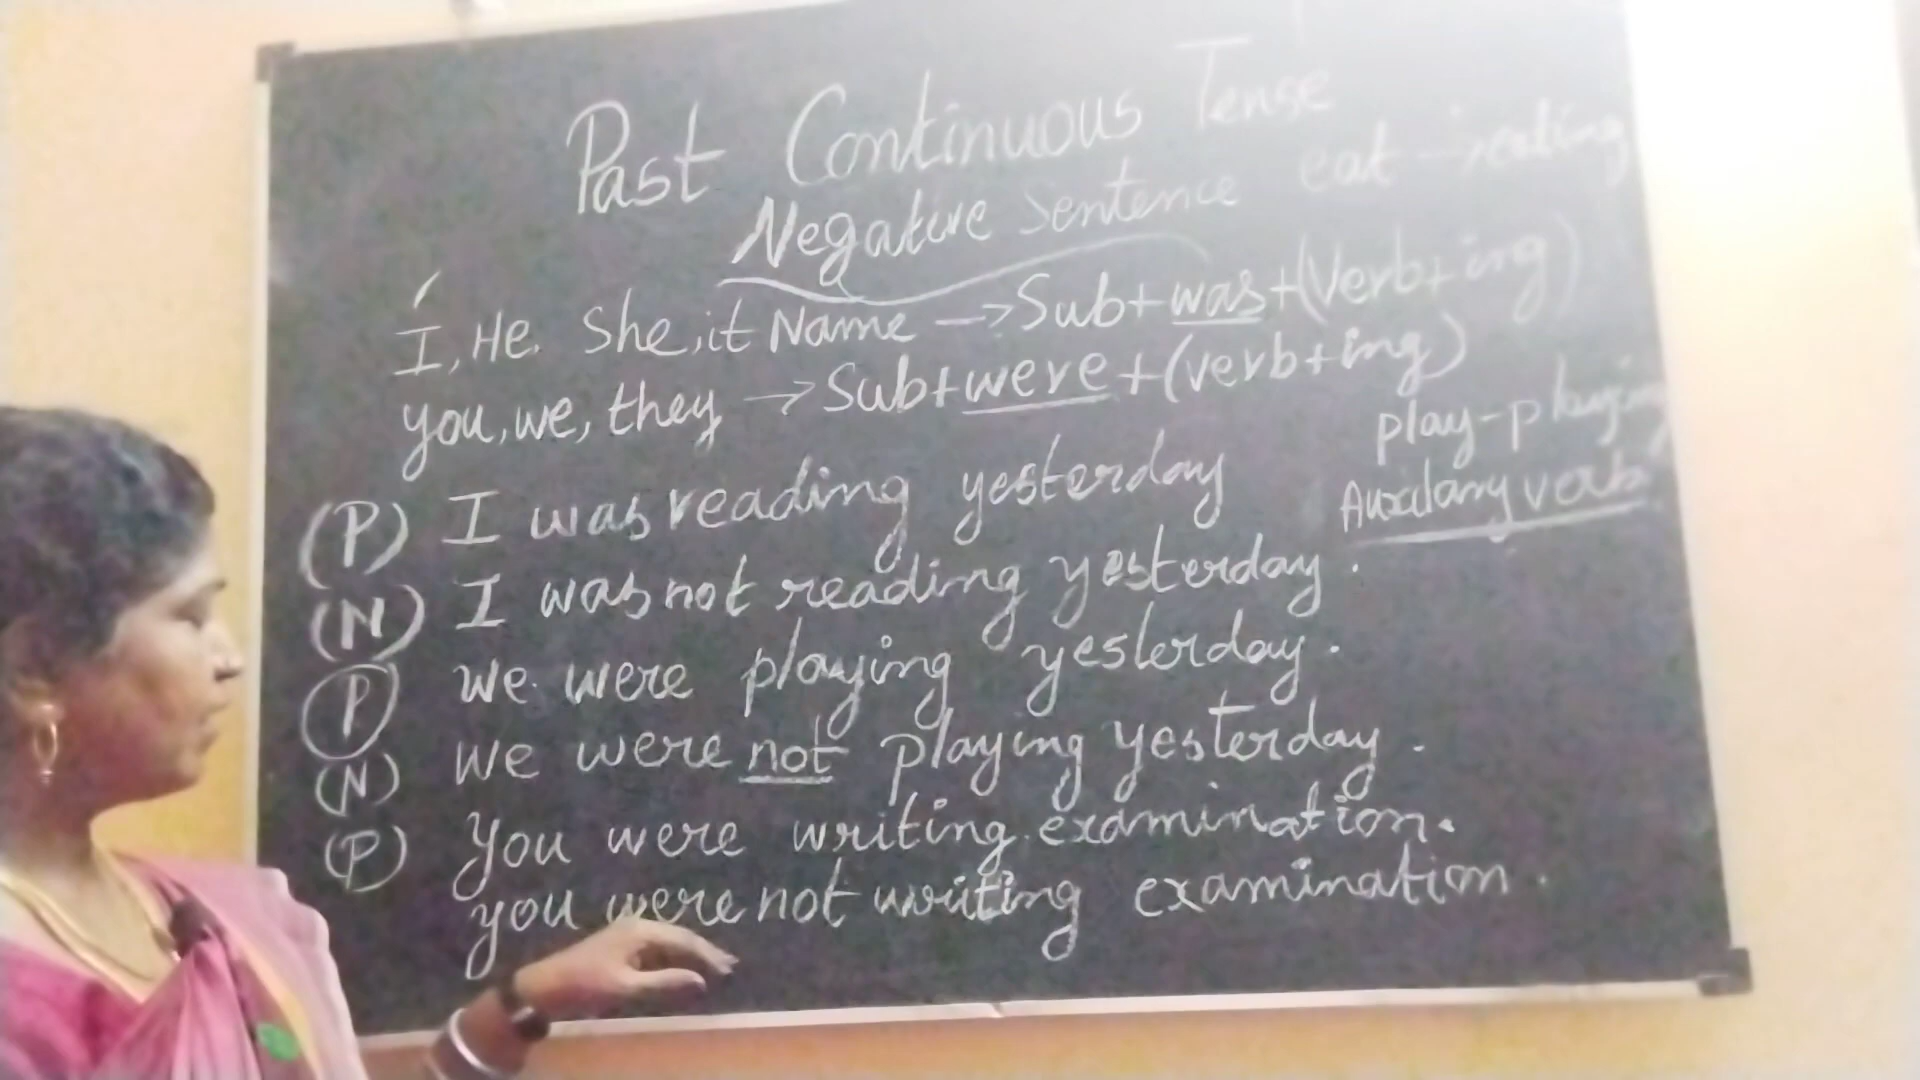 Past Continuous Tense
Negative Sentence
eat → eating
I, He, She, it Name → Sub + was + (Verb + ing)
you, we, they → Sub + were + (verb + ing)
play - playing
Auxilary verb
(P) I was reading yesterday
(N) I was not reading yesterday.
(P) we were playing yesterday.
(N) we were not playing yesterday.
(P) You were writing examination.
you were not writing examination.